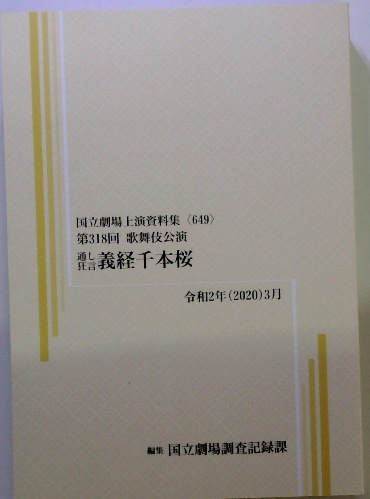 国立劇場上演資料集〈649〉
第318回 歌舞伎公演
通し狂言 義経千本桜
令和2年(2020)3月
編集 国立劇場調査記録課